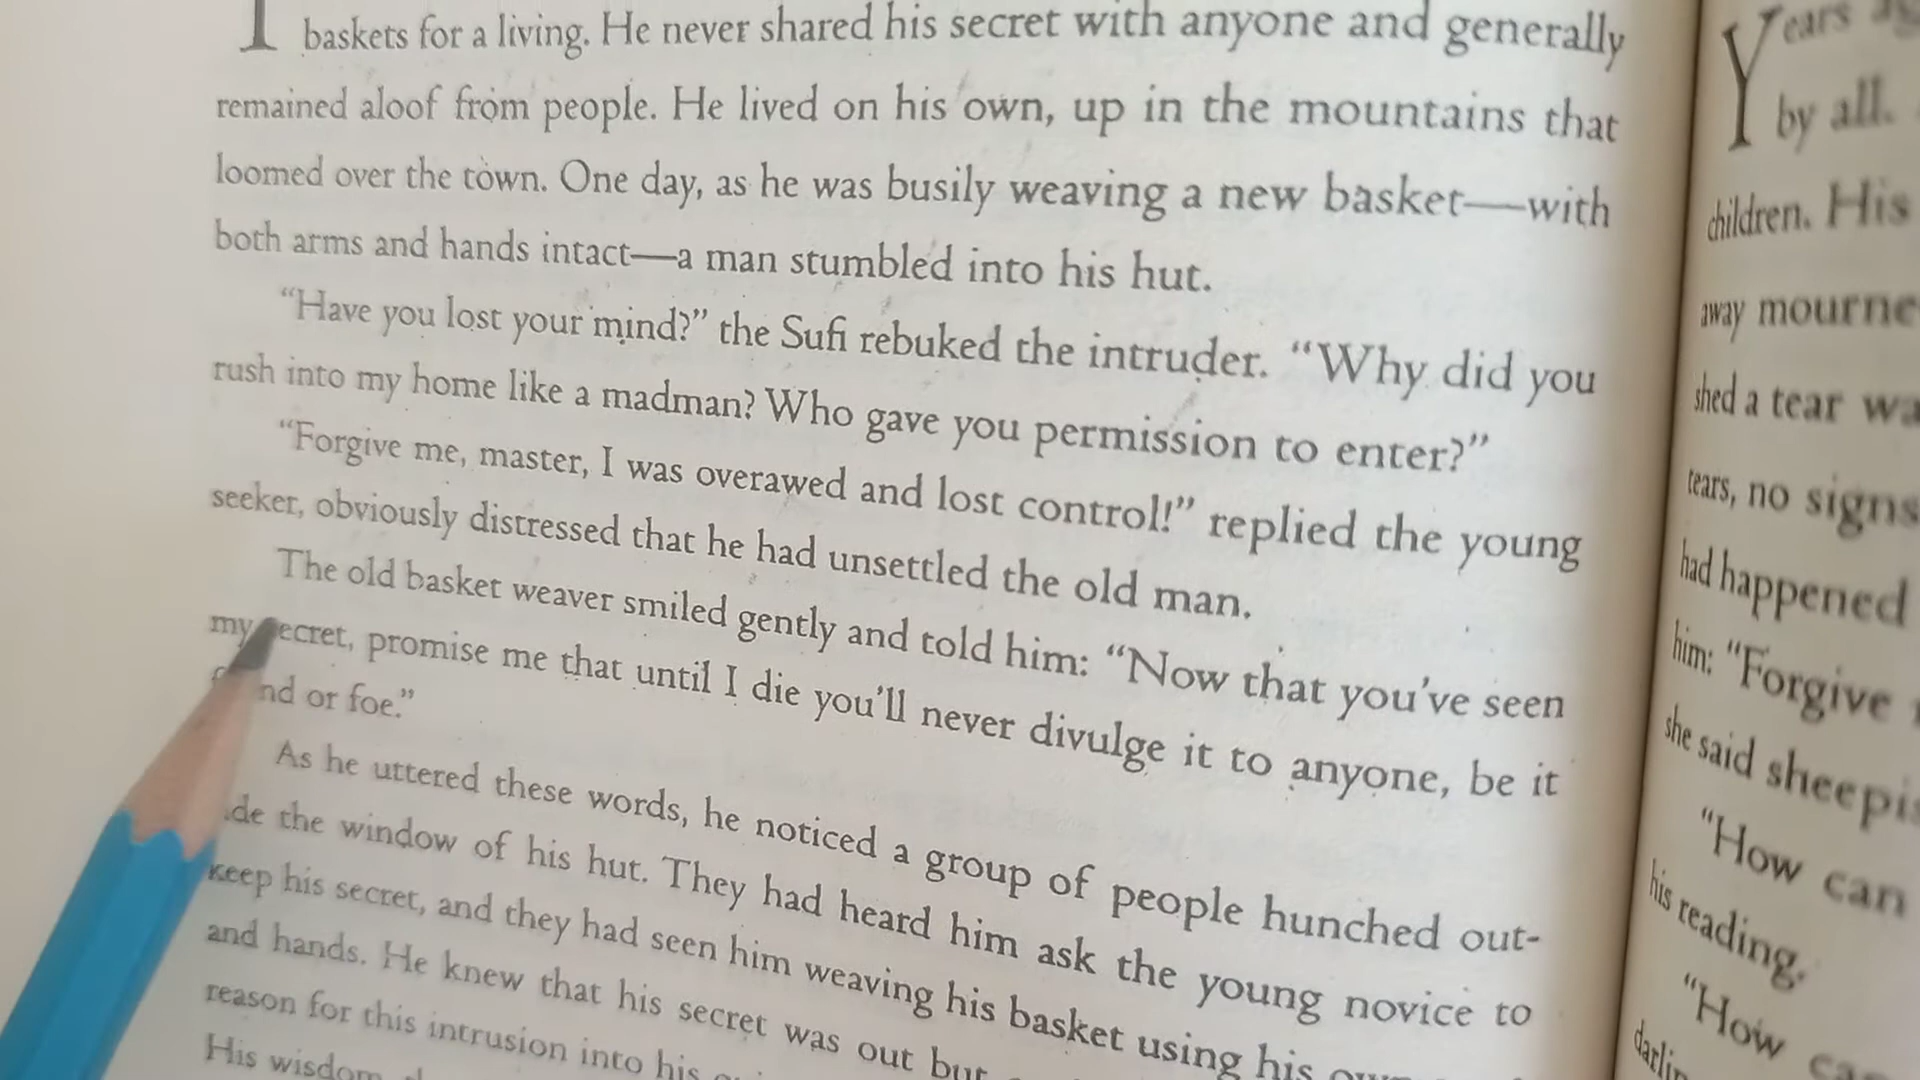 baskets for a living. He never shared his secret with anyone and generally
remained aloof from people. He lived on his own, up in the mountains that
loomed over the town. One day, as he was busily weaving a new basket—with
both arms and hands intact—a man stumbled into his hut.
“Have you lost your mind?” the Sufi rebuked the intruder. “Why did you
rush into my home like a madman? Who gave you permission to enter?”
“Forgive me, master, I was overawed and lost control!” replied the young
seeker, obviously distressed that he had unsettled the old man.
The old basket weaver smiled gently and told him: “Now that you’ve seen
my secret, promise me that until I die you’ll never divulge it to anyone, be it
or foe.”
As he uttered these words, he noticed a group of people hunched out-
the window of his hut. They had heard him ask the young novice to
keep his secret, and they had seen him weaving his basket using his
and hands. He knew that his secret was out but
reason for this intrusion into his
His wisdom
Years
by all.
children. His
away
shed a tear
tears, no signs
had happened
him: “Forgive
she said
“How can
his reading.
“How